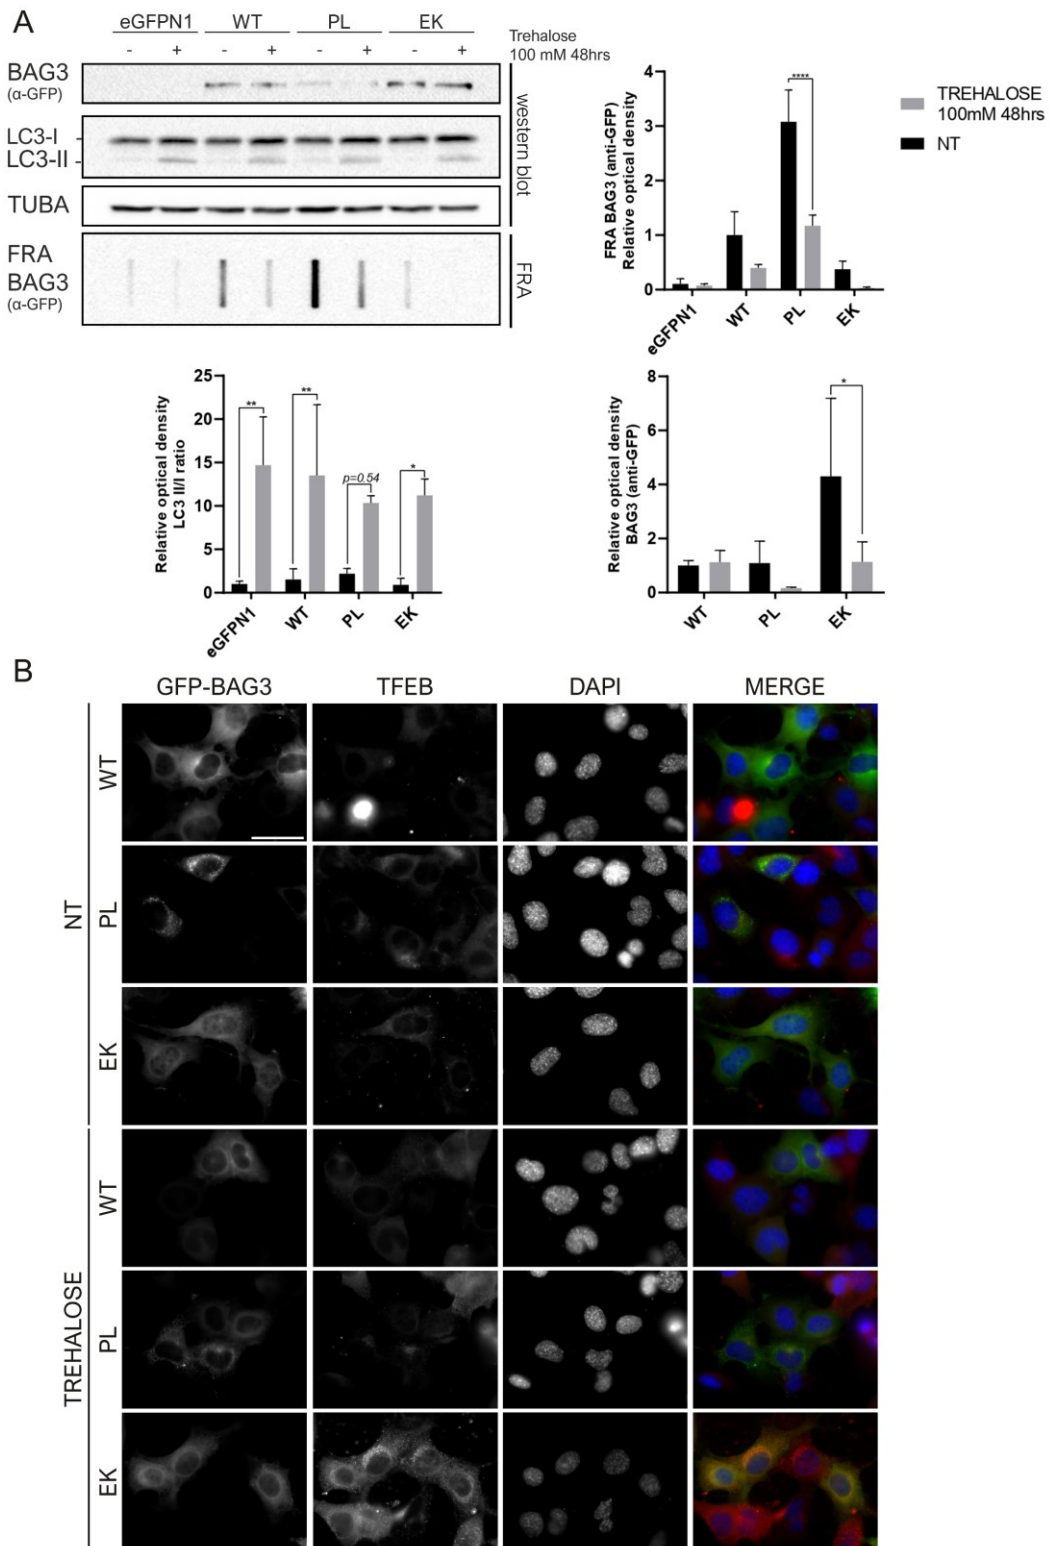 A
eGFPN1 WT PL EK
Trehalose
100 mM 48hrs
- + - + - + - +
BAG3
(α-GFP)
LC3-I -
LC3-II -
TUBA
western blot
FRA
BAG3
(α-GFP)
FRA
FRA BAG3 (anti-GFP)
Relative optical density
4
3
2
1
0
****
eGFPN1 WT PL EK
TREHALOSE
100mM 48hrs
NT
Relative optical density
LC3 II/I ratio
25
20
15
10
5
0
** ** p=0.54 *
eGFPN1 WT PL EK
Relative optical density
BAG3 (anti-GFP)
8
6
4
2
0
*
WT PL EK
B
GFP-BAG3 TFEB DAPI MERGE
NT
WT
PL
EK
TREHALOSE
WT
PL
EK